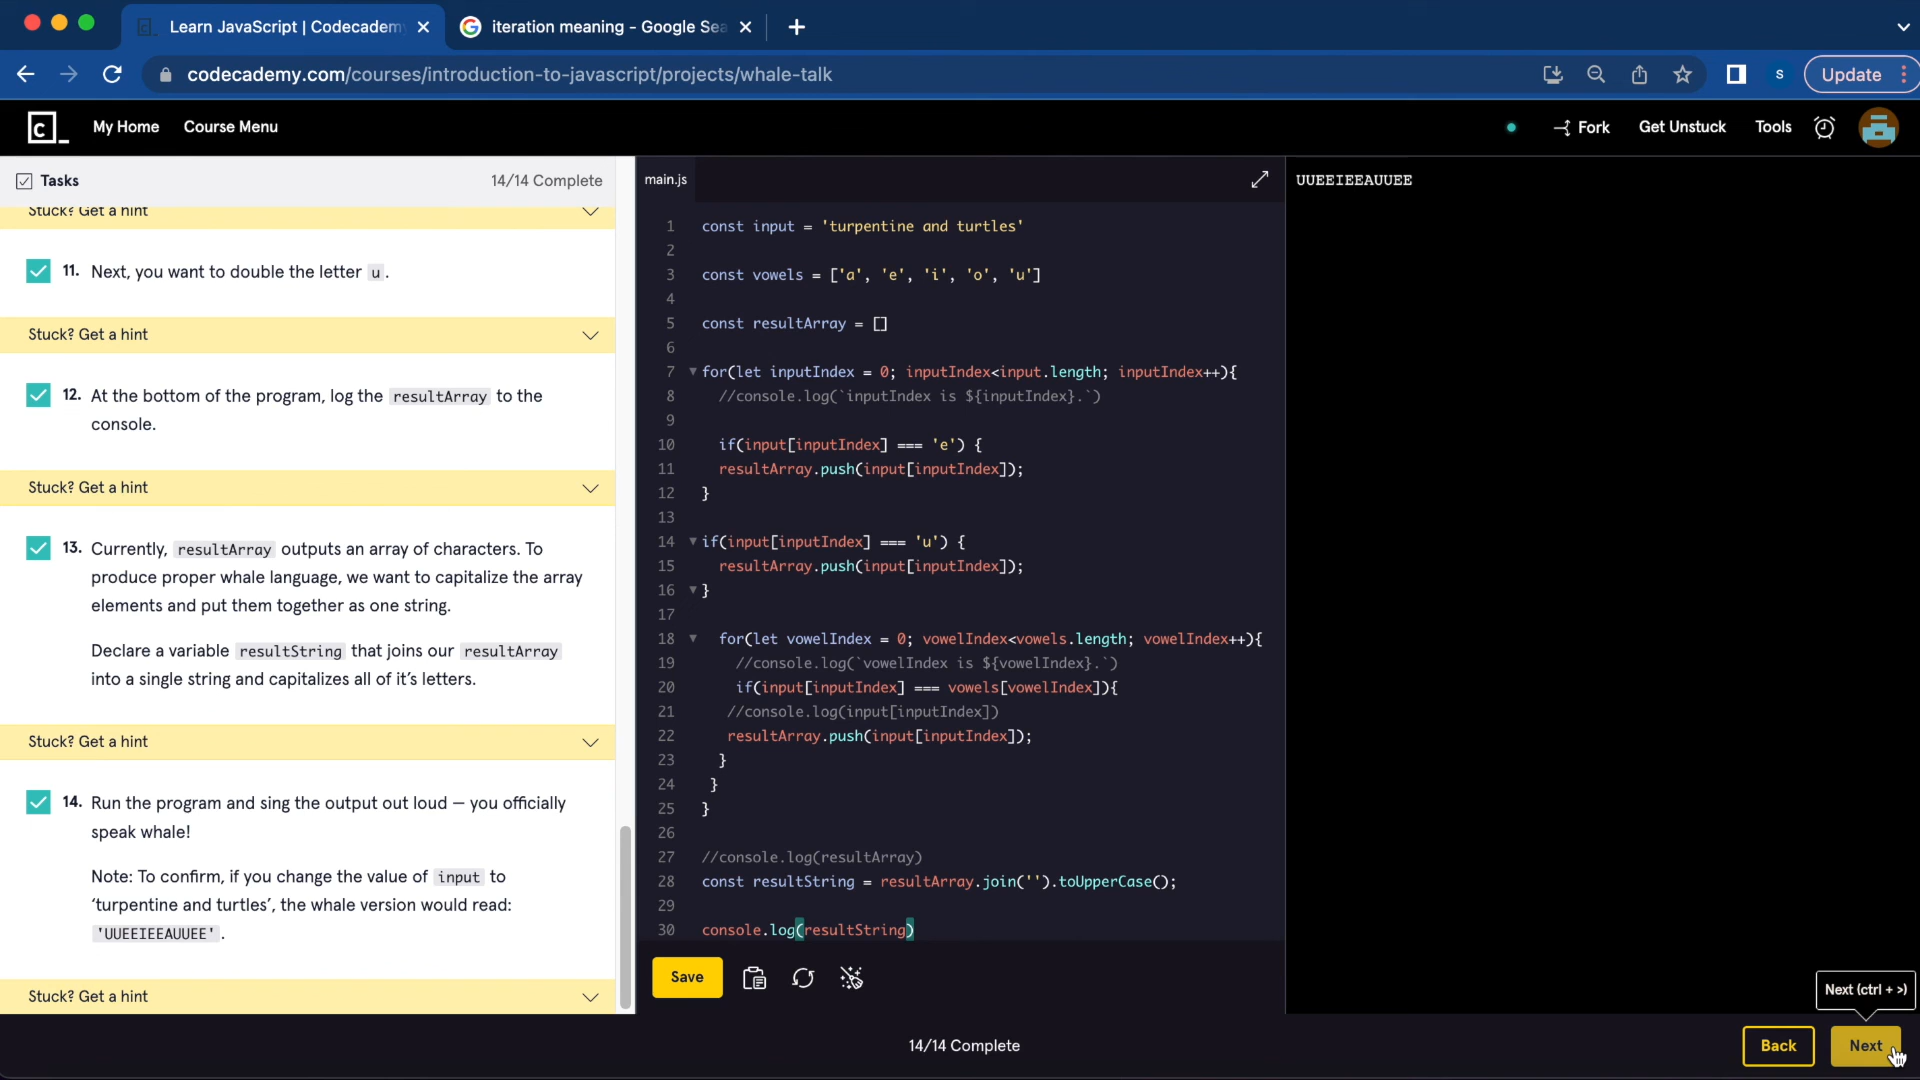 Learn JavaScript | Codecadem
iteration meaning - Google Sea
codecademy.com/courses/introduction-to-javascript/projects/whale-talk
S
Update
c_
My Home
Course Menu
Fork
Get Unstuck
Tools
Tasks
14/14 Complete
Stuck? Get a hint
11. Next, you want to double the letter u.
Stuck? Get a hint
12. At the bottom of the program, log the resultArray to the
console.
Stuck? Get a hint
13. Currently, resultArray outputs an array of characters. To
produce proper whale language, we want to capitalize the array
elements and put them together as one string.
Declare a variable resultString that joins our resultArray
into a single string and capitalizes all of it's letters.
Stuck? Get a hint
14. Run the program and sing the output out loud — you officially
speak whale!
Note: To confirm, if you change the value of input to
‘turpentine and turtles’, the whale version would read:
'UUEEIEEAUUEE'.
Stuck? Get a hint
main.js
1 const input = 'turpentine and turtles'
2
3 const vowels = ['a', 'e', 'i', 'o', 'u']
4
5 const resultArray = []
6
7 for(let inputIndex = 0; inputIndex<input.length; inputIndex++){
8 //console.log(`inputIndex is ${inputIndex}.`)
9
10 if(input[inputIndex] === 'e') {
11 resultArray.push(input[inputIndex]);
12 }
13
14 if(input[inputIndex] === 'u') {
15 resultArray.push(input[inputIndex]);
16 }
17
18 for(let vowelIndex = 0; vowelIndex<vowels.length; vowelIndex++){
19 //console.log(`vowelIndex is ${vowelIndex}.`)
20 if(input[inputIndex] === vowels[vowelIndex]){
21 //console.log(input[inputIndex])
22 resultArray.push(input[inputIndex]);
23 }
24 }
25 }
26
27 //console.log(resultArray)
28 const resultString = resultArray.join('').toUpperCase();
29
30 console.log(resultString)
Save
UUEEIEEAUUEE
Next (ctrl + >)
14/14 Complete
Back
Next